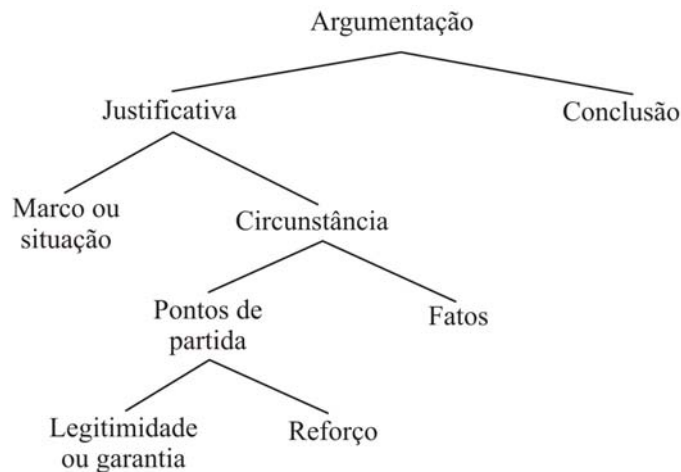 Argumentação
Justificativa
Conclusão
Marco ou
situação
Circunstância
Pontos de
partida
Fatos
Legitimidade
ou garantia
Reforço